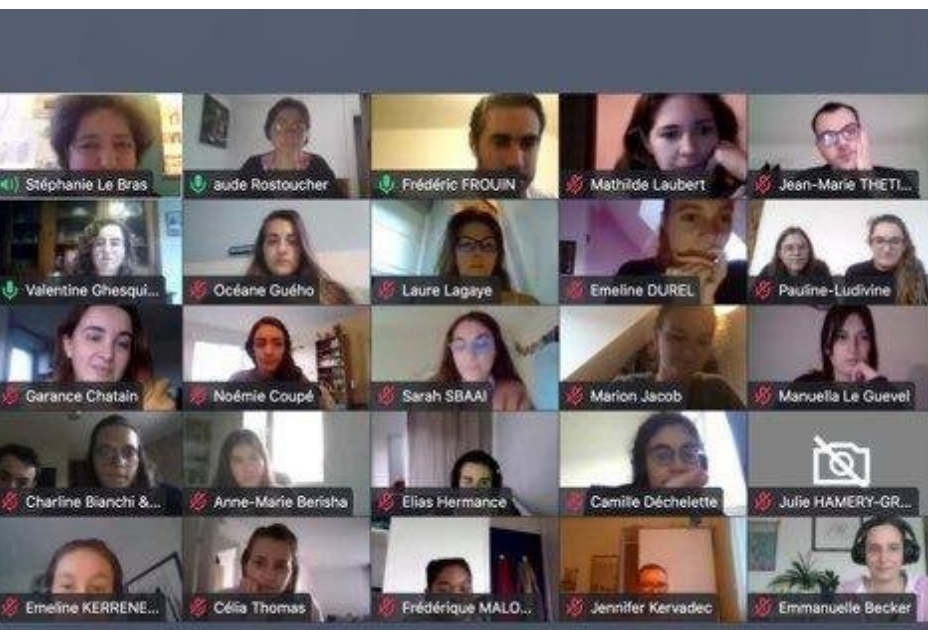 Stéphanie Le Bras
aude Rostoucher
Frédéric FROUIN
Mathilde Laubert
Jean-Marie THETI...
Valentine Ghesqui...
Océane Guého
Laure Lagaye
Emeline DUREL
Pauline-Ludivine
Garance Chatain
Noémie Coupé
Sarah SBAAI
Marion Jacob
Manuella Le Guevel
Charline Bianchi &...
Anne-Marie Berisha
Elias Hermance
Camille Déchelette
Julie HAMERY-GR...
Emeline KERRENE...
Célia Thomas
Frédérique MALO...
Jennifer Kervadec
Emmanuelle Becker